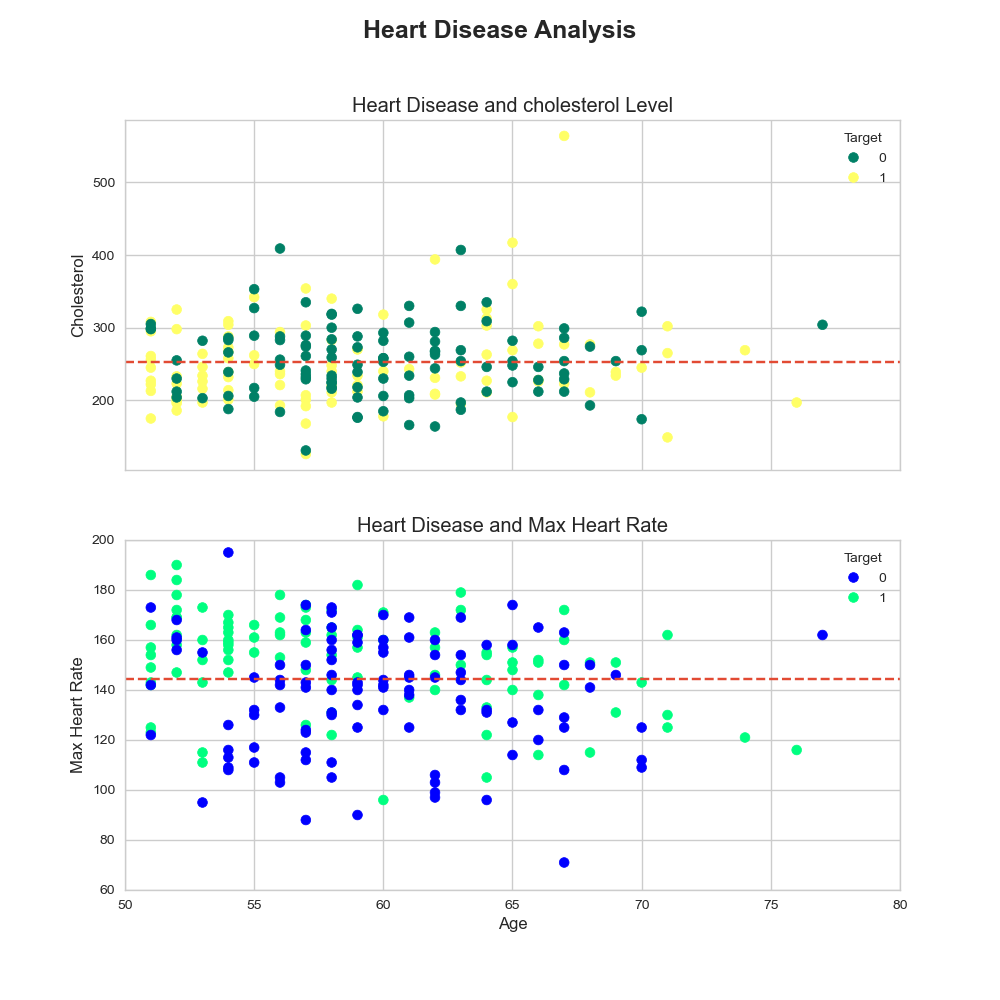 Heart Disease Analysis
Heart Disease and cholesterol Level
Target
0
1
500
400
300
200
Cholesterol
Heart Disease and Max Heart Rate
Target
0
1
200
180
160
140
120
100
80
60
Max Heart Rate
50 55 60 65 70 75 80
Age